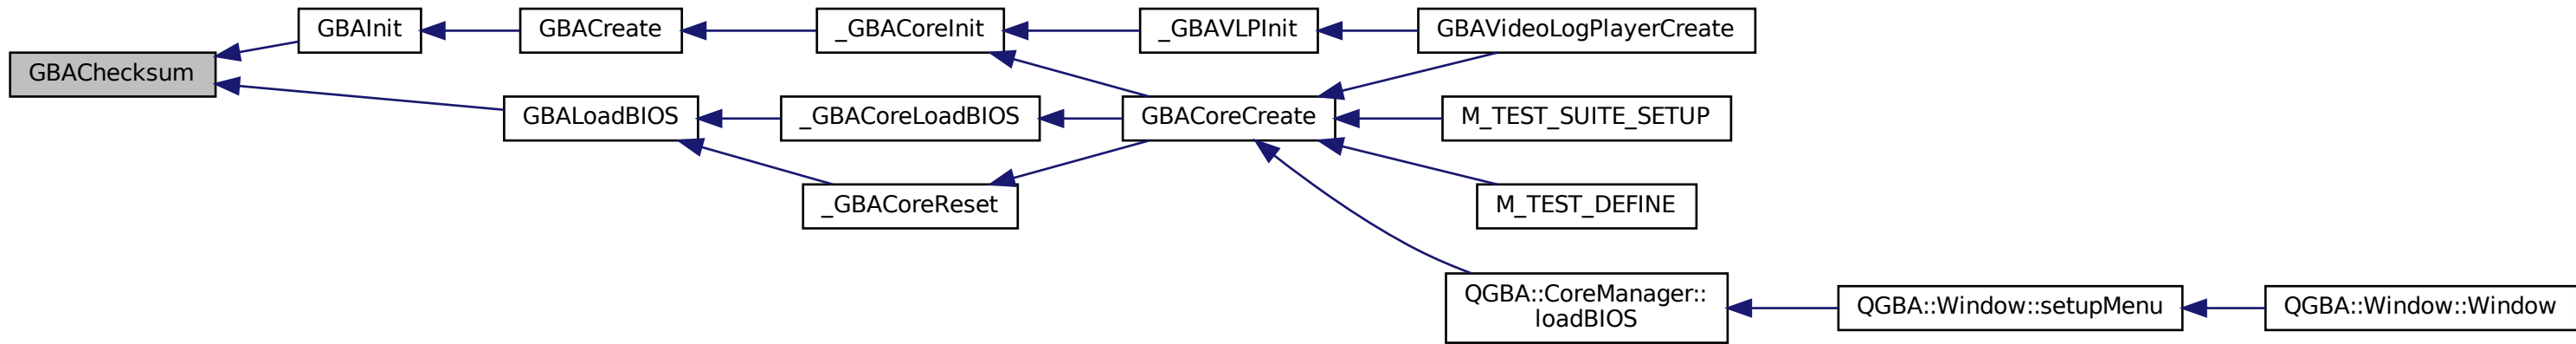 GBAChecksum
GBAInit
GBACreate
_GBACoreInit
_GBAVLPInit
GBAVideoLogPlayerCreate
GBALoadBIOS
_GBACoreLoadBIOS
GBACoreCreate
M_TEST_SUITE_SETUP
_GBACoreReset
M_TEST_DEFINE
QGBA::CoreManager::
loadBIOS
QGBA::Window::setupMenu
QGBA::Window::Window